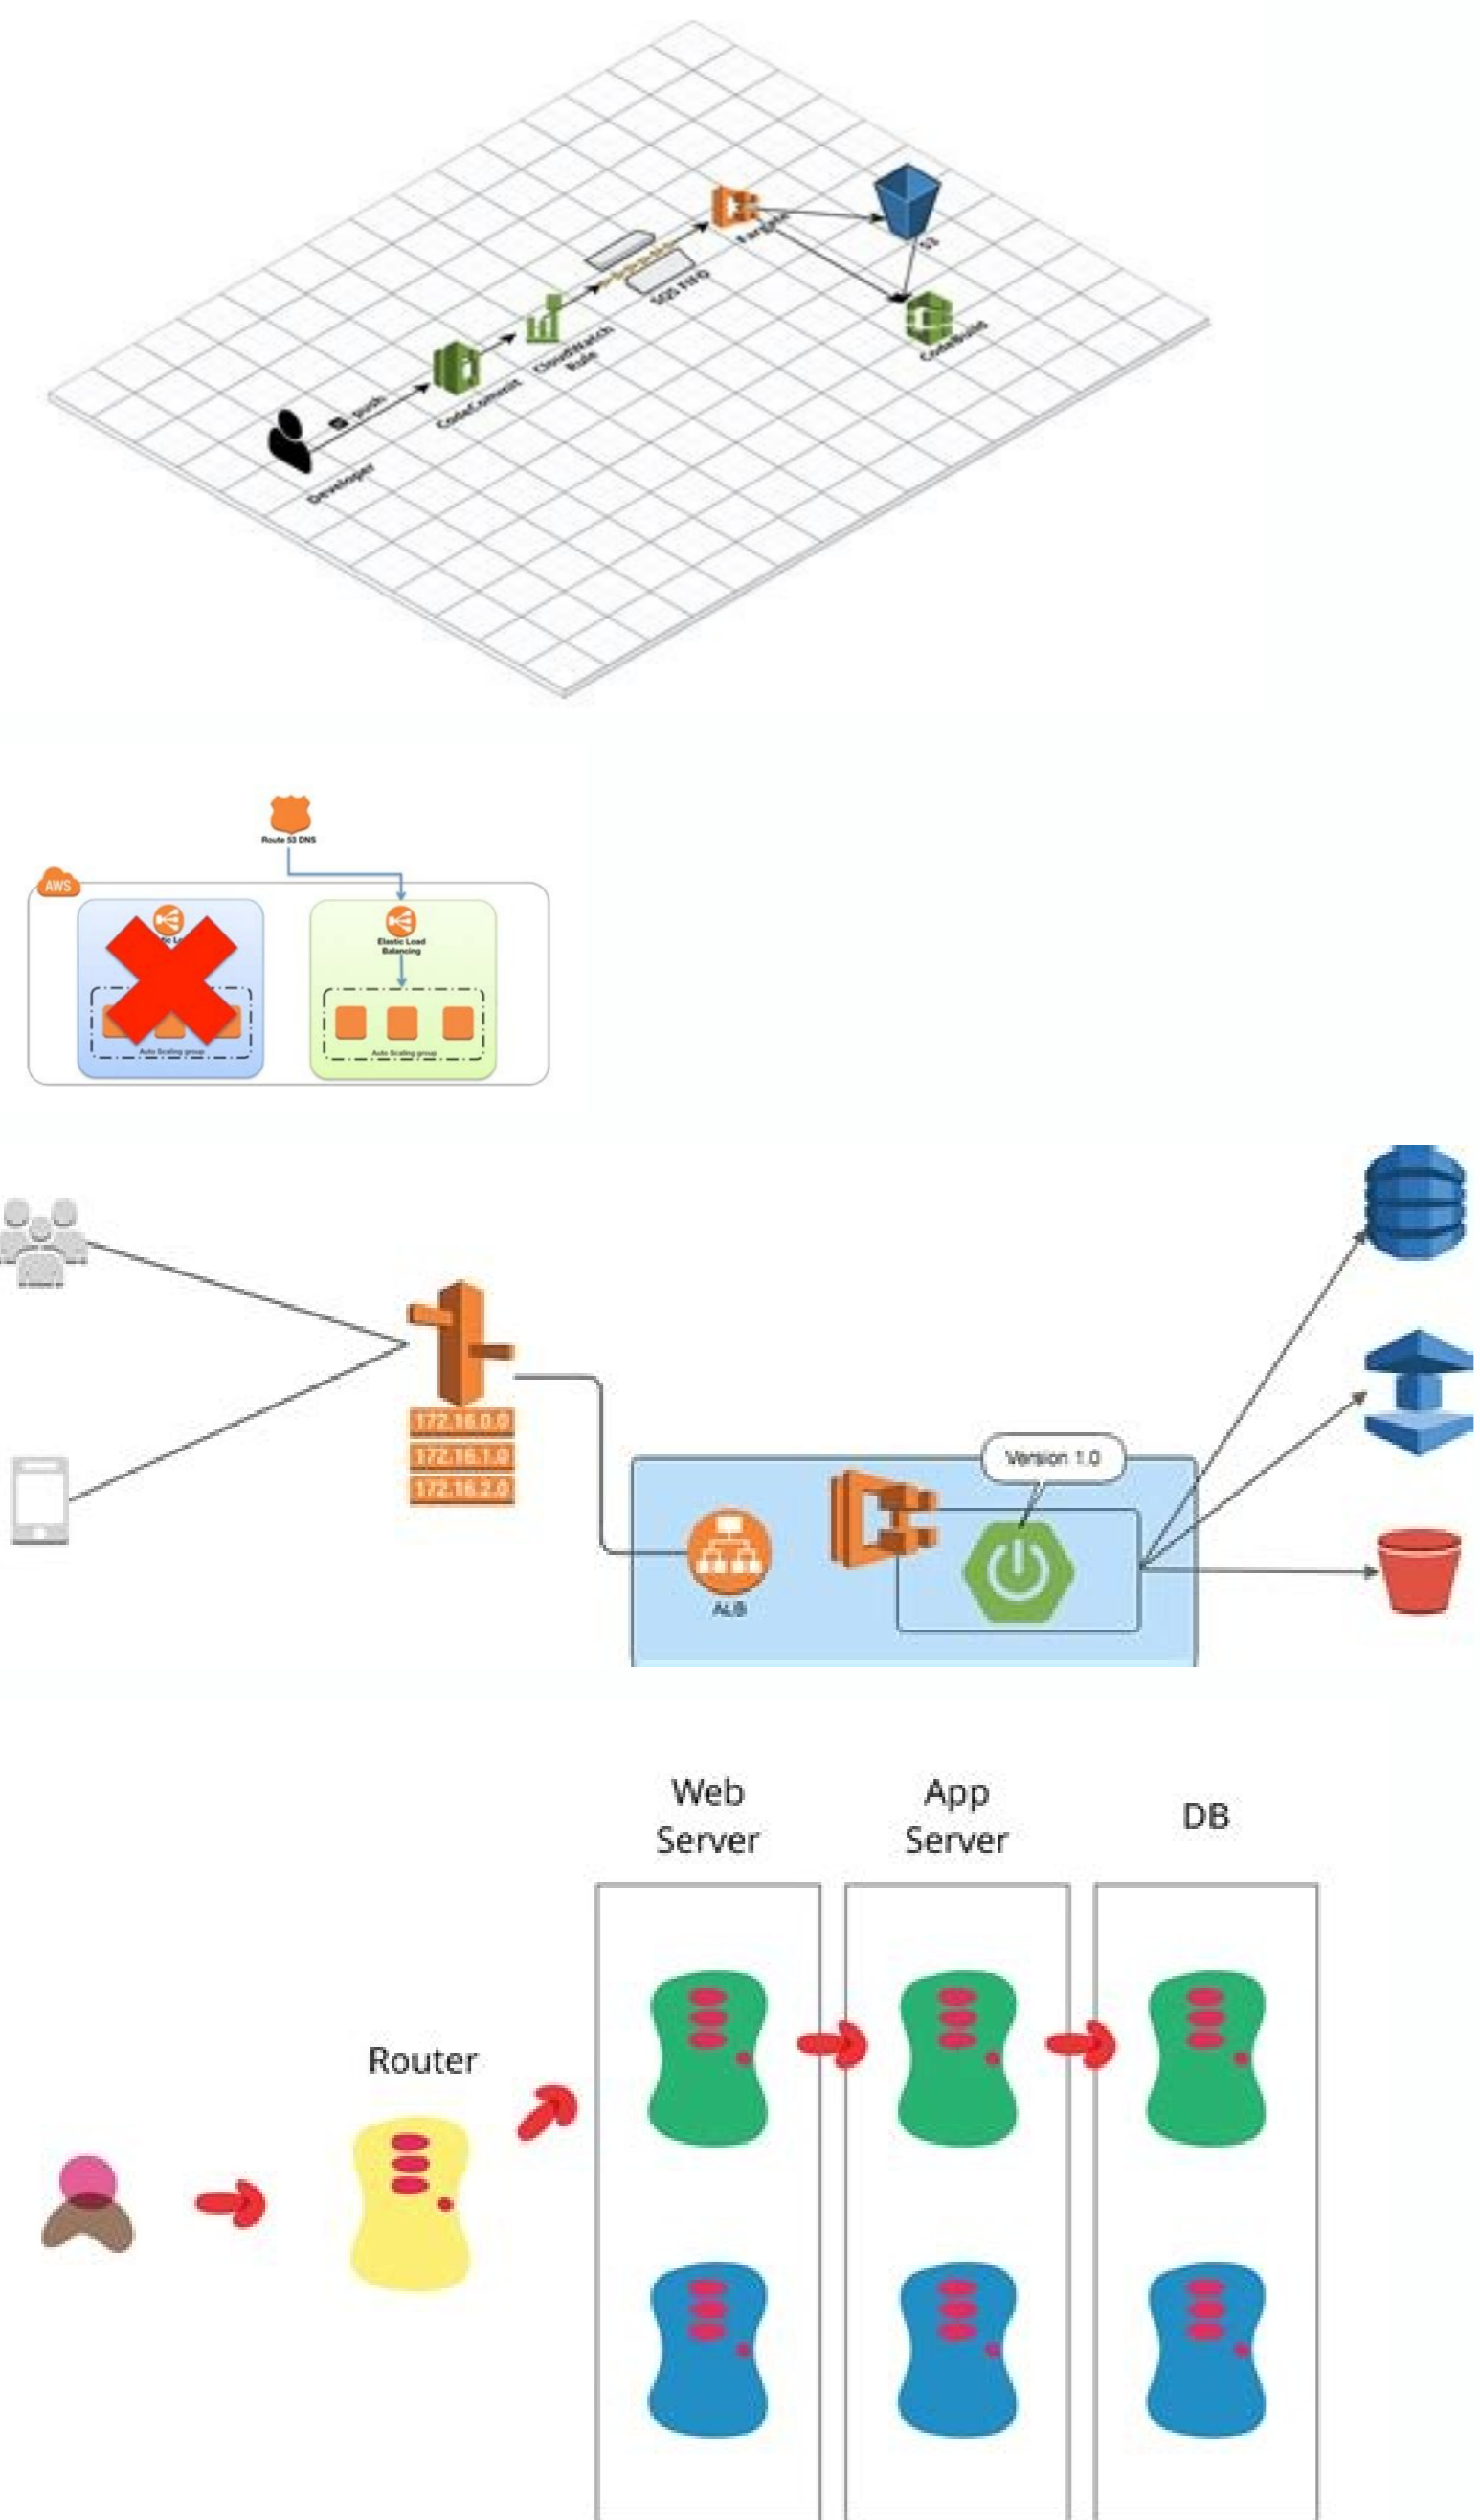 push
Developer
CodeCommit
CloudWatch
Rule
SQS FIFO
Fargate
S3
CodeBuild
Route 53 DNS
AWS
Elastic Load
Balancing
Auto Scaling group
Auto Scaling group
172.16.0.0
172.16.1.0
172.16.2.0
Version 1.0
ALB
Web
Server
App
Server
DB
Router